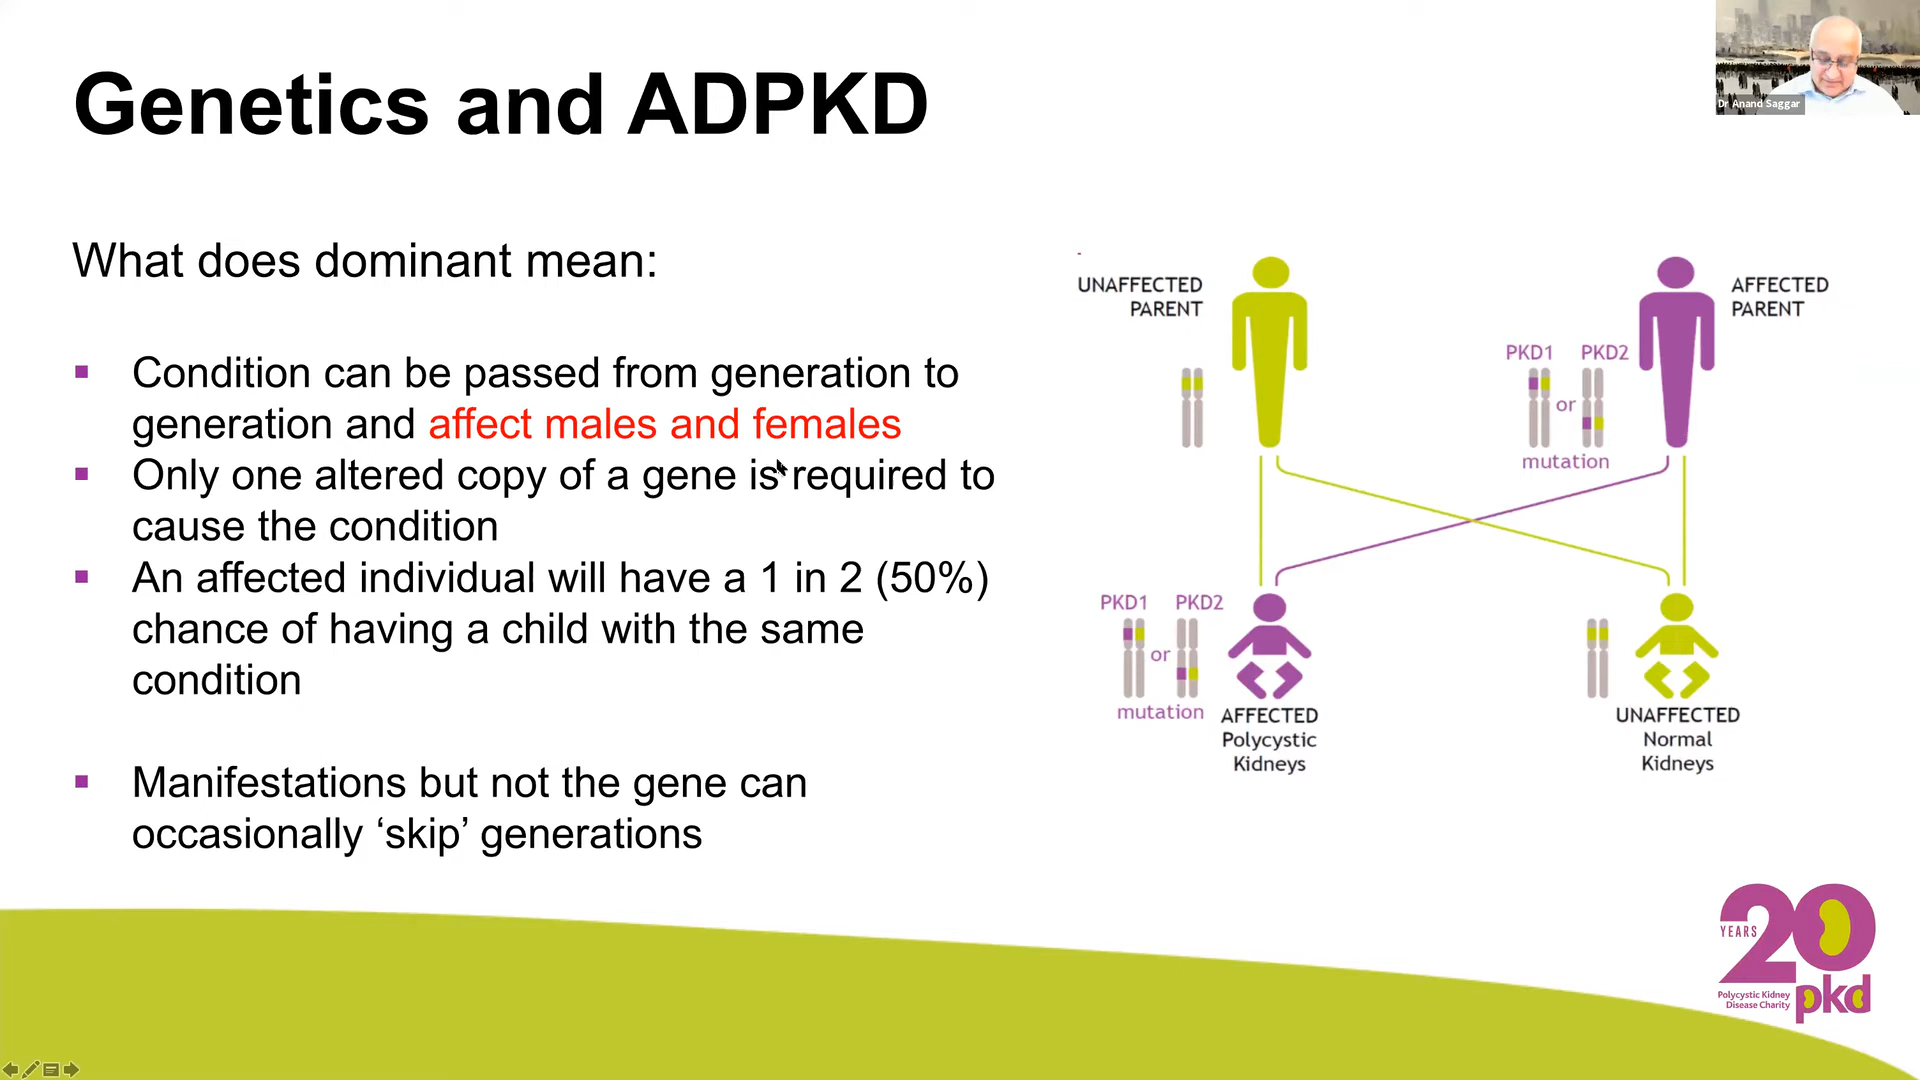 Genetics and ADPKD
Dr Anand Saggar
What does dominant mean:
Condition can be passed from generation to
generation and affect males and females
Only one altered copy of a gene is required to
cause the condition
An affected individual will have a 1 in 2 (50%)
chance of having a child with the same
condition
Manifestations but not the gene can
occasionally ‘skip’ generations
UNAFFECTED
PARENT
AFFECTED
PARENT
PKD1 PKD2
or
mutation
PKD1 PKD2
or
mutation
AFFECTED
Polycystic
Kidneys
UNAFFECTED
Normal
Kidneys
20
YEARS
Polycystic Kidney
Disease Charity
pkd